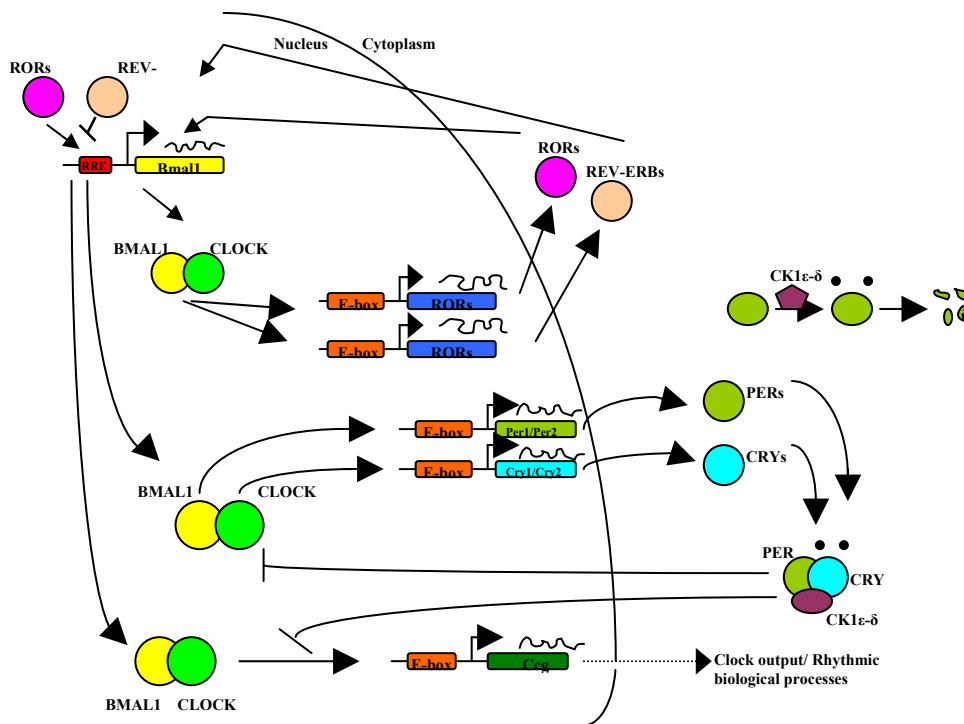 Nucleus Cytoplasm
RORs REV-
RRE Bmal1
RORs
REV-ERBs
BMAL1 CLOCK
E-box RORs
E-box RORs
CK1ε-δ
PERs
E-box Per1/Per2
CRYs
E-box Cry1/Cry2
BMAL1 CLOCK
PER
CRY
CK1ε-δ
E-box Ccg
Clock output/ Rhythmic
biological processes
BMAL1 CLOCK